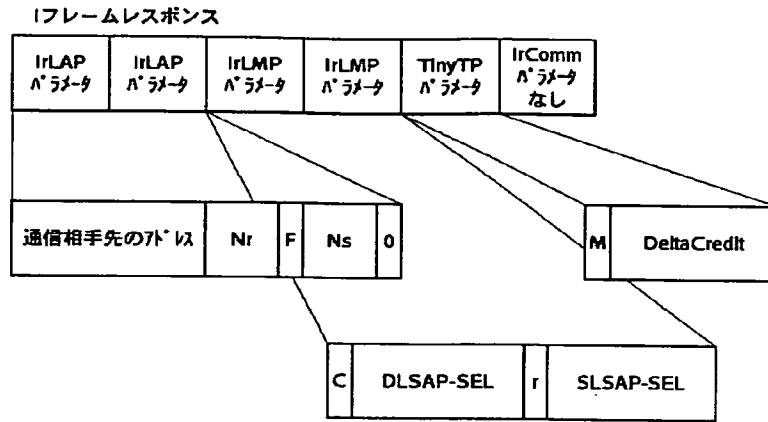 Iフレームレスポンス
IrLAP
パラメータ
IrLAP
パラメータ
IrLMP
パラメータ
IrLMP
パラメータ
TinyTP
パラメータ
IrComm
パラメータ
なし
通信相手先のアドレス
Nr
F
Ns
0
M
DeltaCredit
C
DLSAP-SEL
r
SLSAP-SEL